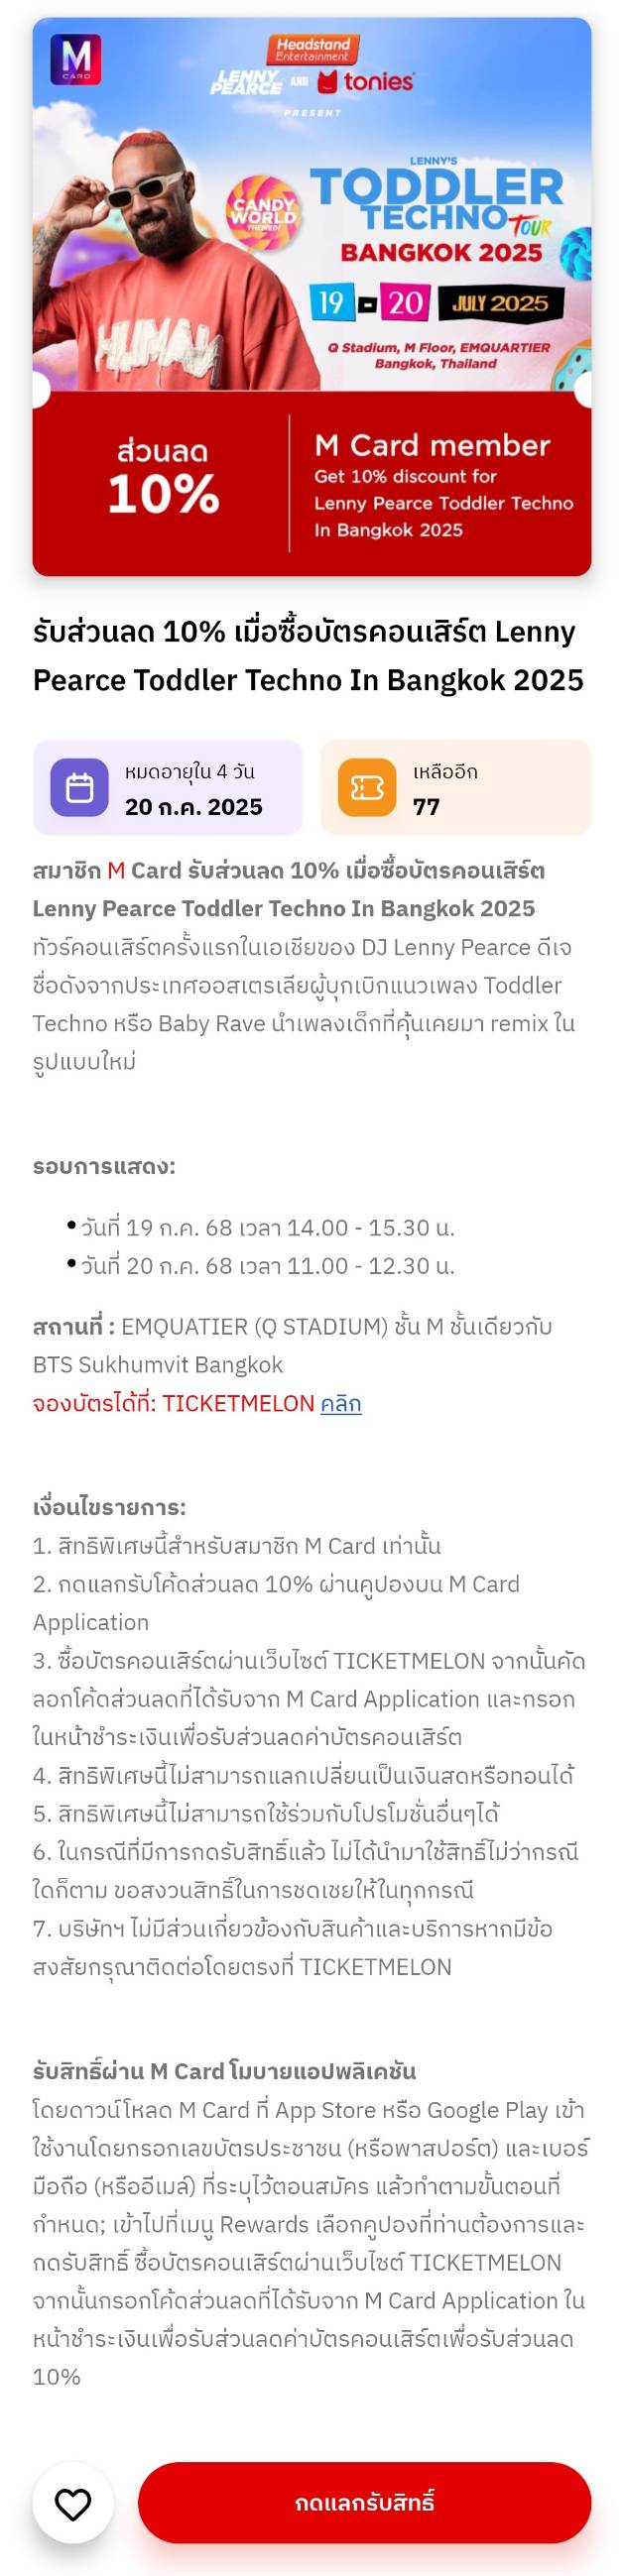 M
CARD
Headstand
Entertainment
LENNY PEARCE AND tonies
PRESENT
LENNY'S
TODDLER
TECHNO TOUR
CANDY
WORLD
THEMED!
BANGKOK 2025
19 - 20 JULY 2025
Q Stadium, M Floor, EMQUARTIER
Bangkok, Thailand
HUMAN
ส่วนลด
10%
M Card member
Get 10% discount for
Lenny Pearce Toddler Techno
In Bangkok 2025
รับส่วนลด 10% เมื่อซื้อบัตรคอนเสิร์ต Lenny
Pearce Toddler Techno In Bangkok 2025
หมดอายุใน 4 วัน
20 ก.ค. 2025
เหลืออีก
77
สมาชิก M Card รับส่วนลด 10% เมื่อซื้อบัตรคอนเสิร์ต
Lenny Pearce Toddler Techno In Bangkok 2025
ทัวร์คอนเสิร์ตครั้งแรกในเอเชียของ DJ Lenny Pearce ดีเจ
ชื่อดังจากประเทศออสเตรเลียผู้บุกเบิกแนวเพลง Toddler
Techno หรือ Baby Rave นำเพลงเด็กที่คุ้นเคยมา remix ใน
รูปแบบใหม่
รอบการแสดง:
• วันที่ 19 ก.ค. 68 เวลา 14.00 - 15.30 น.
• วันที่ 20 ก.ค. 68 เวลา 11.00 - 12.30 น.
สถานที่ : EMQUATIER (Q STADIUM) ชั้น M ชั้นเดียวกับ
BTS Sukhumvit Bangkok
จองบัตรได้ที่: TICKETMELON คลิก
เงื่อนไขรายการ:
1. สิทธิพิเศษนี้สำหรับสมาชิก M Card เท่านั้น
2. กดแลกรับโค้ดส่วนลด 10% ผ่านคูปองบน M Card
Application
3. ซื้อบัตรคอนเสิร์ตผ่านเว็บไซต์ TICKETMELON จากนั้นคัด
ลอกโค้ดส่วนลดที่ได้รับจาก M Card Application และกรอก
ในหน้าชำระเงินเพื่อรับส่วนลดค่าบัตรคอนเสิร์ต
4. สิทธิพิเศษนี้ไม่สามารถแลกเปลี่ยนเป็นเงินสดหรือทอนได้
5. สิทธิพิเศษนี้ไม่สามารถใช้ร่วมกับโปรโมชั่นอื่นๆได้
6. ในกรณีที่มีการกดรับสิทธิ์แล้ว ไม่ได้นำมาใช้สิทธิ์ไม่ว่ากรณี
ใดก็ตาม ขอสงวนสิทธิ์ในการชดเชยให้ในทุกกรณี
7. บริษัทฯ ไม่มีส่วนเกี่ยวข้องกับสินค้าและบริการหากมีข้อ
สงสัยกรุณาติดต่อโดยตรงที่ TICKETMELON
รับสิทธิ์ผ่าน M Card โมบายแอปพลิเคชัน
โดยดาวน์โหลด M Card ที่ App Store หรือ Google Play เข้า
ใช้งานโดยกรอกเลขบัตรประชาชน (หรือพาสปอร์ต) และเบอร์
มือถือ (หรืออีเมล์) ที่ระบุไว้ตอนสมัคร แล้วทำตามขั้นตอนที่
กำหนด; เข้าไปที่เมนู Rewards เลือกคูปองที่ท่านต้องการและ
กดรับสิทธิ์ ซื้อบัตรคอนเสิร์ตผ่านเว็บไซต์ TICKETMELON
จากนั้นกรอกโค้ดส่วนลดที่ได้รับจาก M Card Application ใน
หน้าชำระเงินเพื่อรับส่วนลดค่าบัตรคอนเสิร์ตเพื่อรับส่วนลด
10%
กดแลกรับสิทธิ์